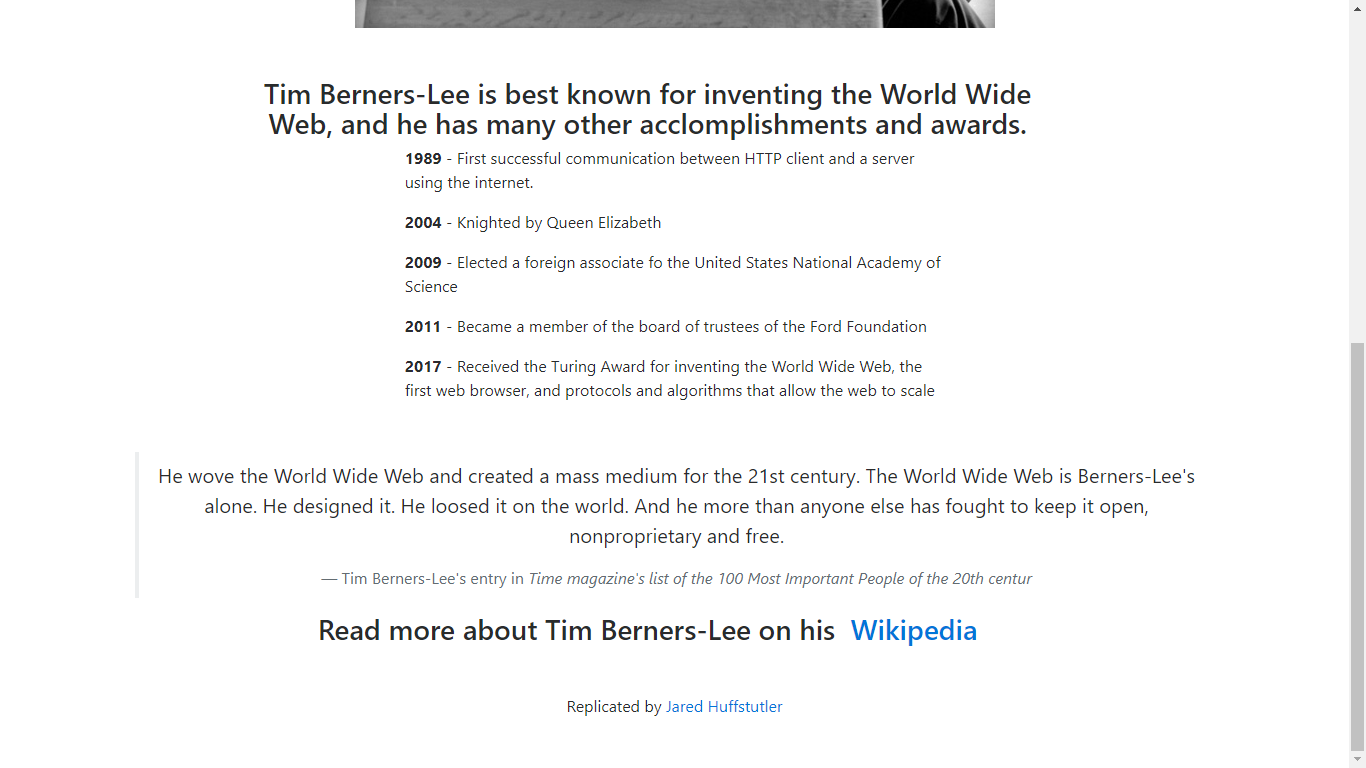 Tim Berners-Lee is best known for inventing the World Wide
Web, and he has many other acclomplishments and awards.
1989 - First successful communication between HTTP client and a server
using the internet.
2004 - Knighted by Queen Elizabeth
2009 - Elected a foreign associate fo the United States National Academy of
Science
2011 - Became a member of the board of trustees of the Ford Foundation
2017 - Received the Turing Award for inventing the World Wide Web, the
first web browser, and protocols and algorithms that allow the web to scale
He wove the World Wide Web and created a mass medium for the 21st century. The World Wide Web is Berners-Lee's
alone. He designed it. He loosed it on the world. And he more than anyone else has fought to keep it open,
nonproprietary and free.
— Tim Berners-Lee's entry in Time magazine's list of the 100 Most Important People of the 20th centur
Read more about Tim Berners-Lee on his Wikipedia
Replicated by Jared Huffstutler